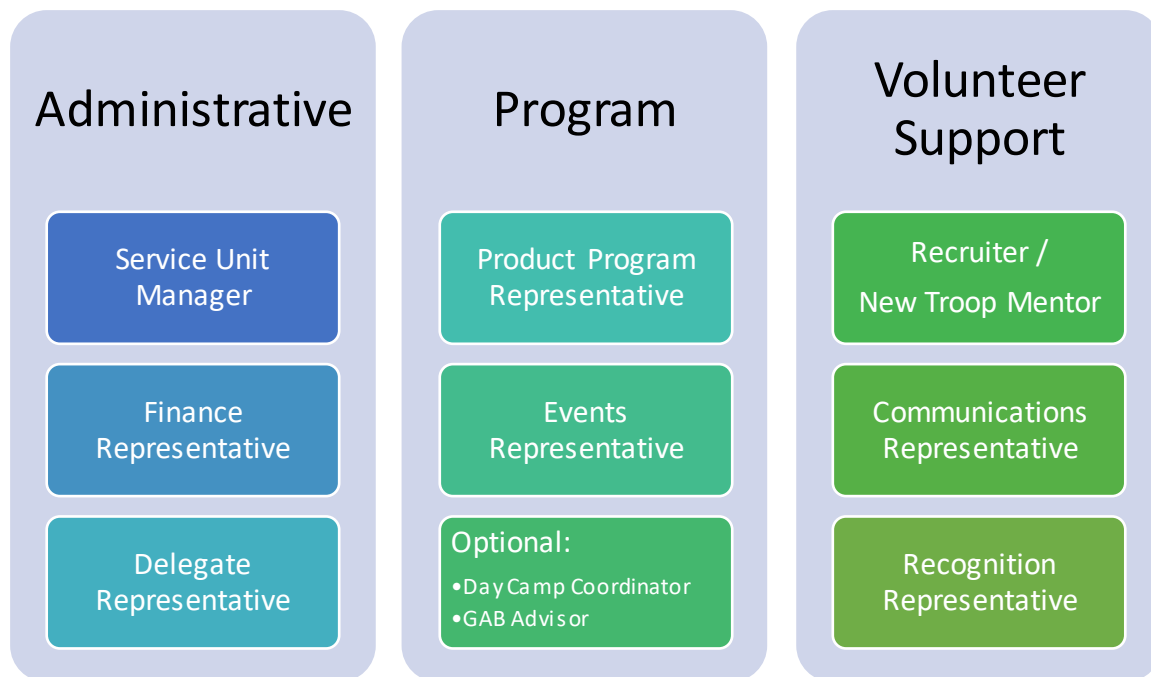 Administrative
Service Unit
Manager
Finance
Representative
Delegate
Representative
Program
Product Program
Representative
Events
Representative
Optional:
•Day Camp Coordinator
•GAB Advisor
Volunteer
Support
Recruiter /
New Troop Mentor
Communications
Representative
Recognition
Representative